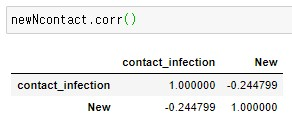 newNcontact.corr()
contact_infection New
contact_infection 1.000000 -0.244799
New -0.244799 1.000000